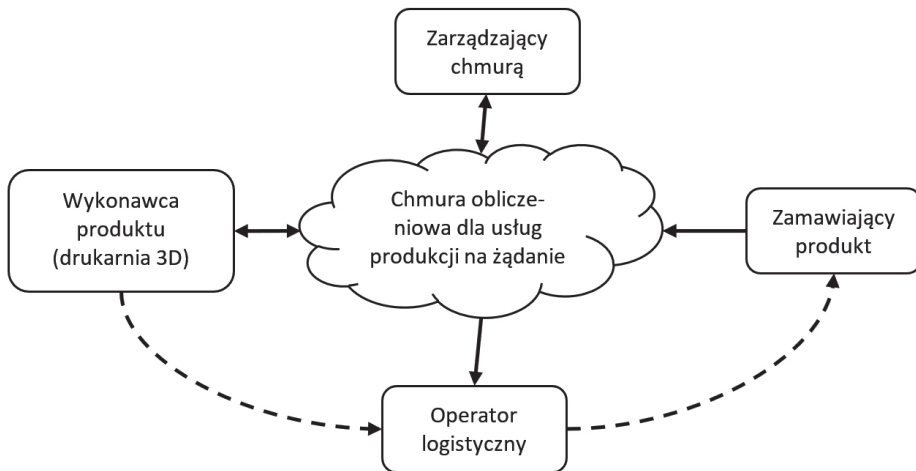 Zarządzający
chmurą
Chmura oblicze-
niowa dla usług
produkcji na żądanie
Wykonawca
produktu
(drukarnia 3D)
Zamawiający
produkt
Operator
logistyczny